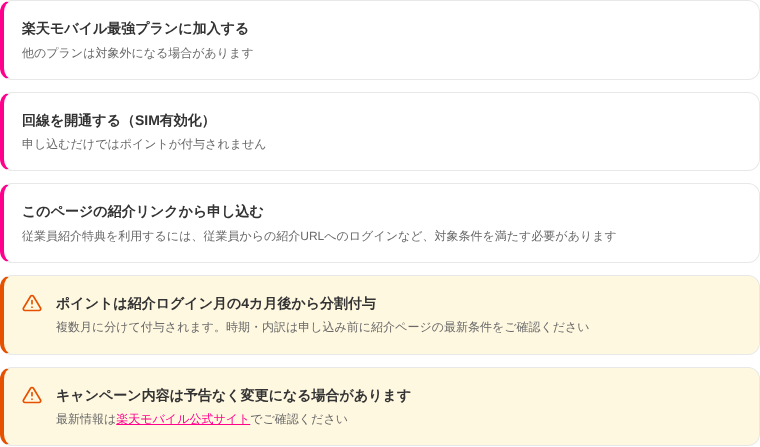 楽天モバイル最強プランに加入する
他のプランは対象外になる場合があります
回線を開通する（SIM有効化）
申し込むだけではポイントが付与されません
このページの紹介リンクから申し込む
従業員紹介特典を利用するには、従業員からの紹介URLへのログインなど、対象条件を満たす必要があります
ポイントは紹介ログイン月の4カ月後から分割付与
複数月に分けて付与されます。時期・内訳は申し込み前に紹介ページの最新条件をご確認ください
キャンペーン内容は予告なく変更になる場合があります
最新情報は楽天モバイル公式サイトでご確認ください